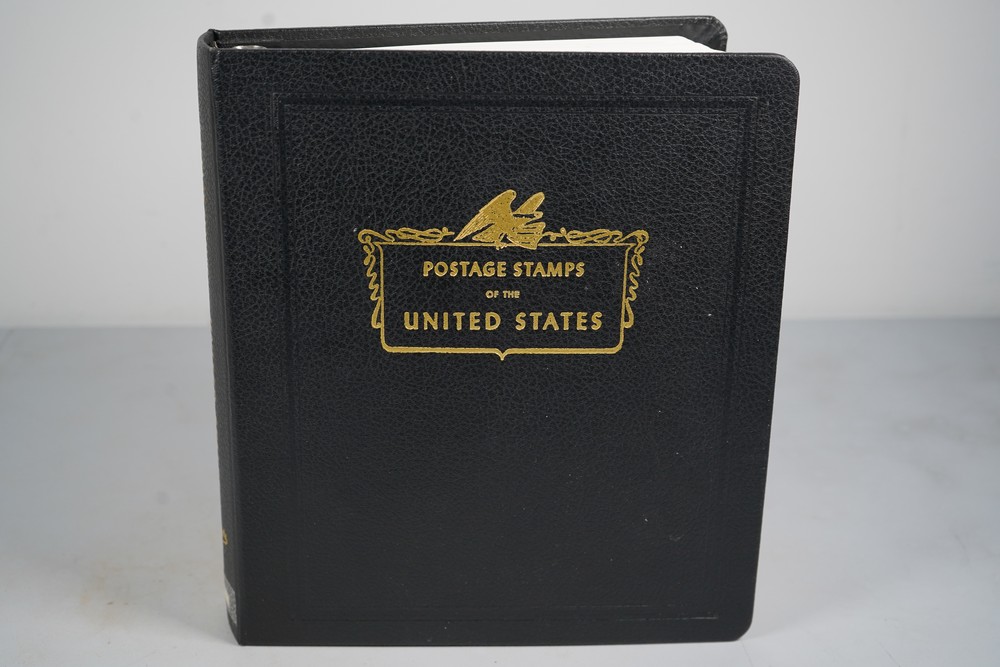 POSTAGE STAMPS
OF THE
UNITED STATES